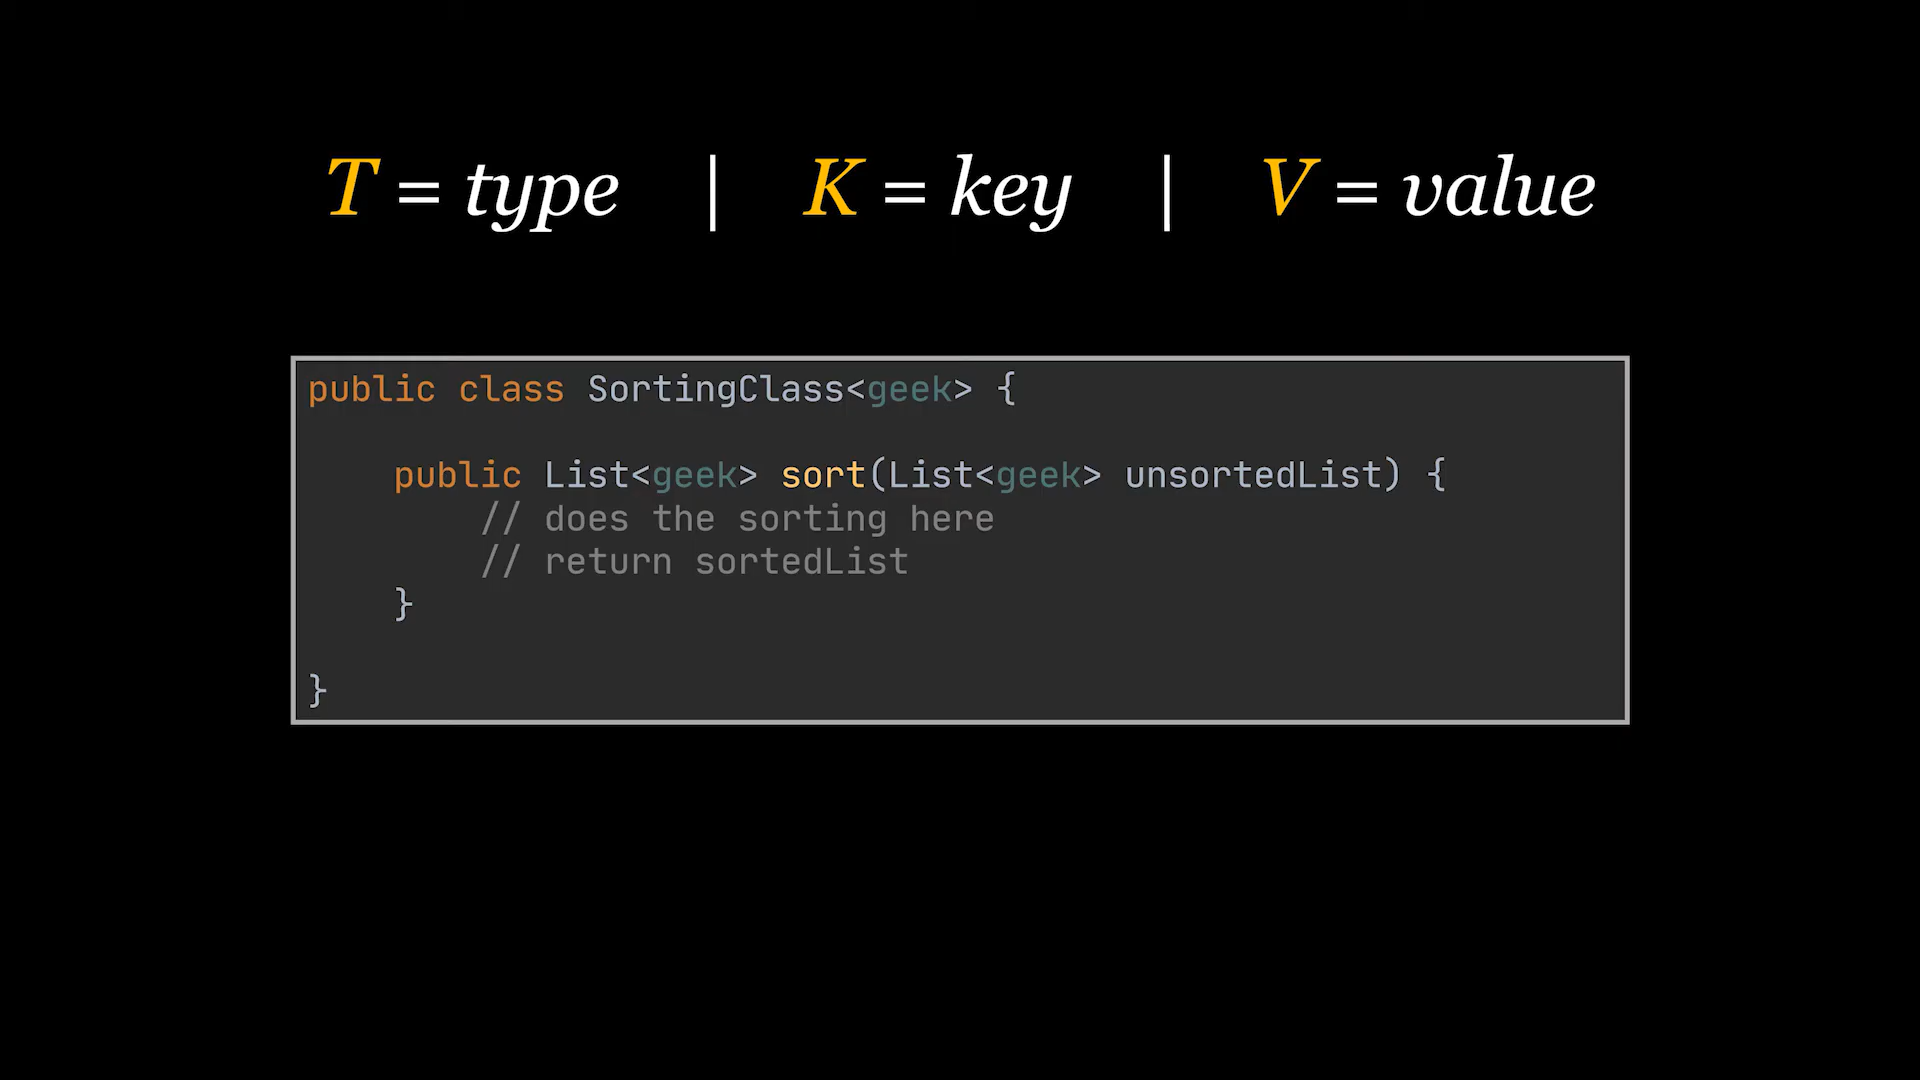 T = type | K = key | V = value
public class SortingClass<geek> {
public List<geek> sort(List<geek> unsortedList) {
// does the sorting here
// return sortedList
}
}